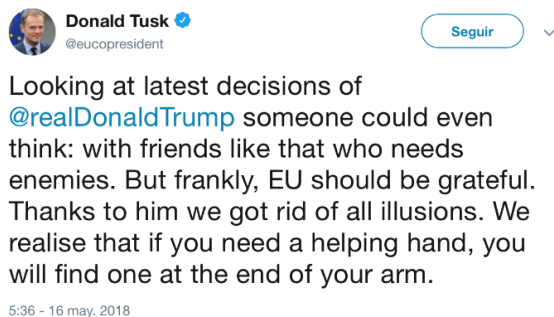 Donald Tusk
@eucopresident
Seguir
Looking at latest decisions of
@realDonaldTrump someone could even
think: with friends like that who needs
enemies. But frankly, EU should be grateful.
Thanks to him we got rid of all illusions. We
realise that if you need a helping hand, you
will find one at the end of your arm.
5:36 - 16 may. 2018